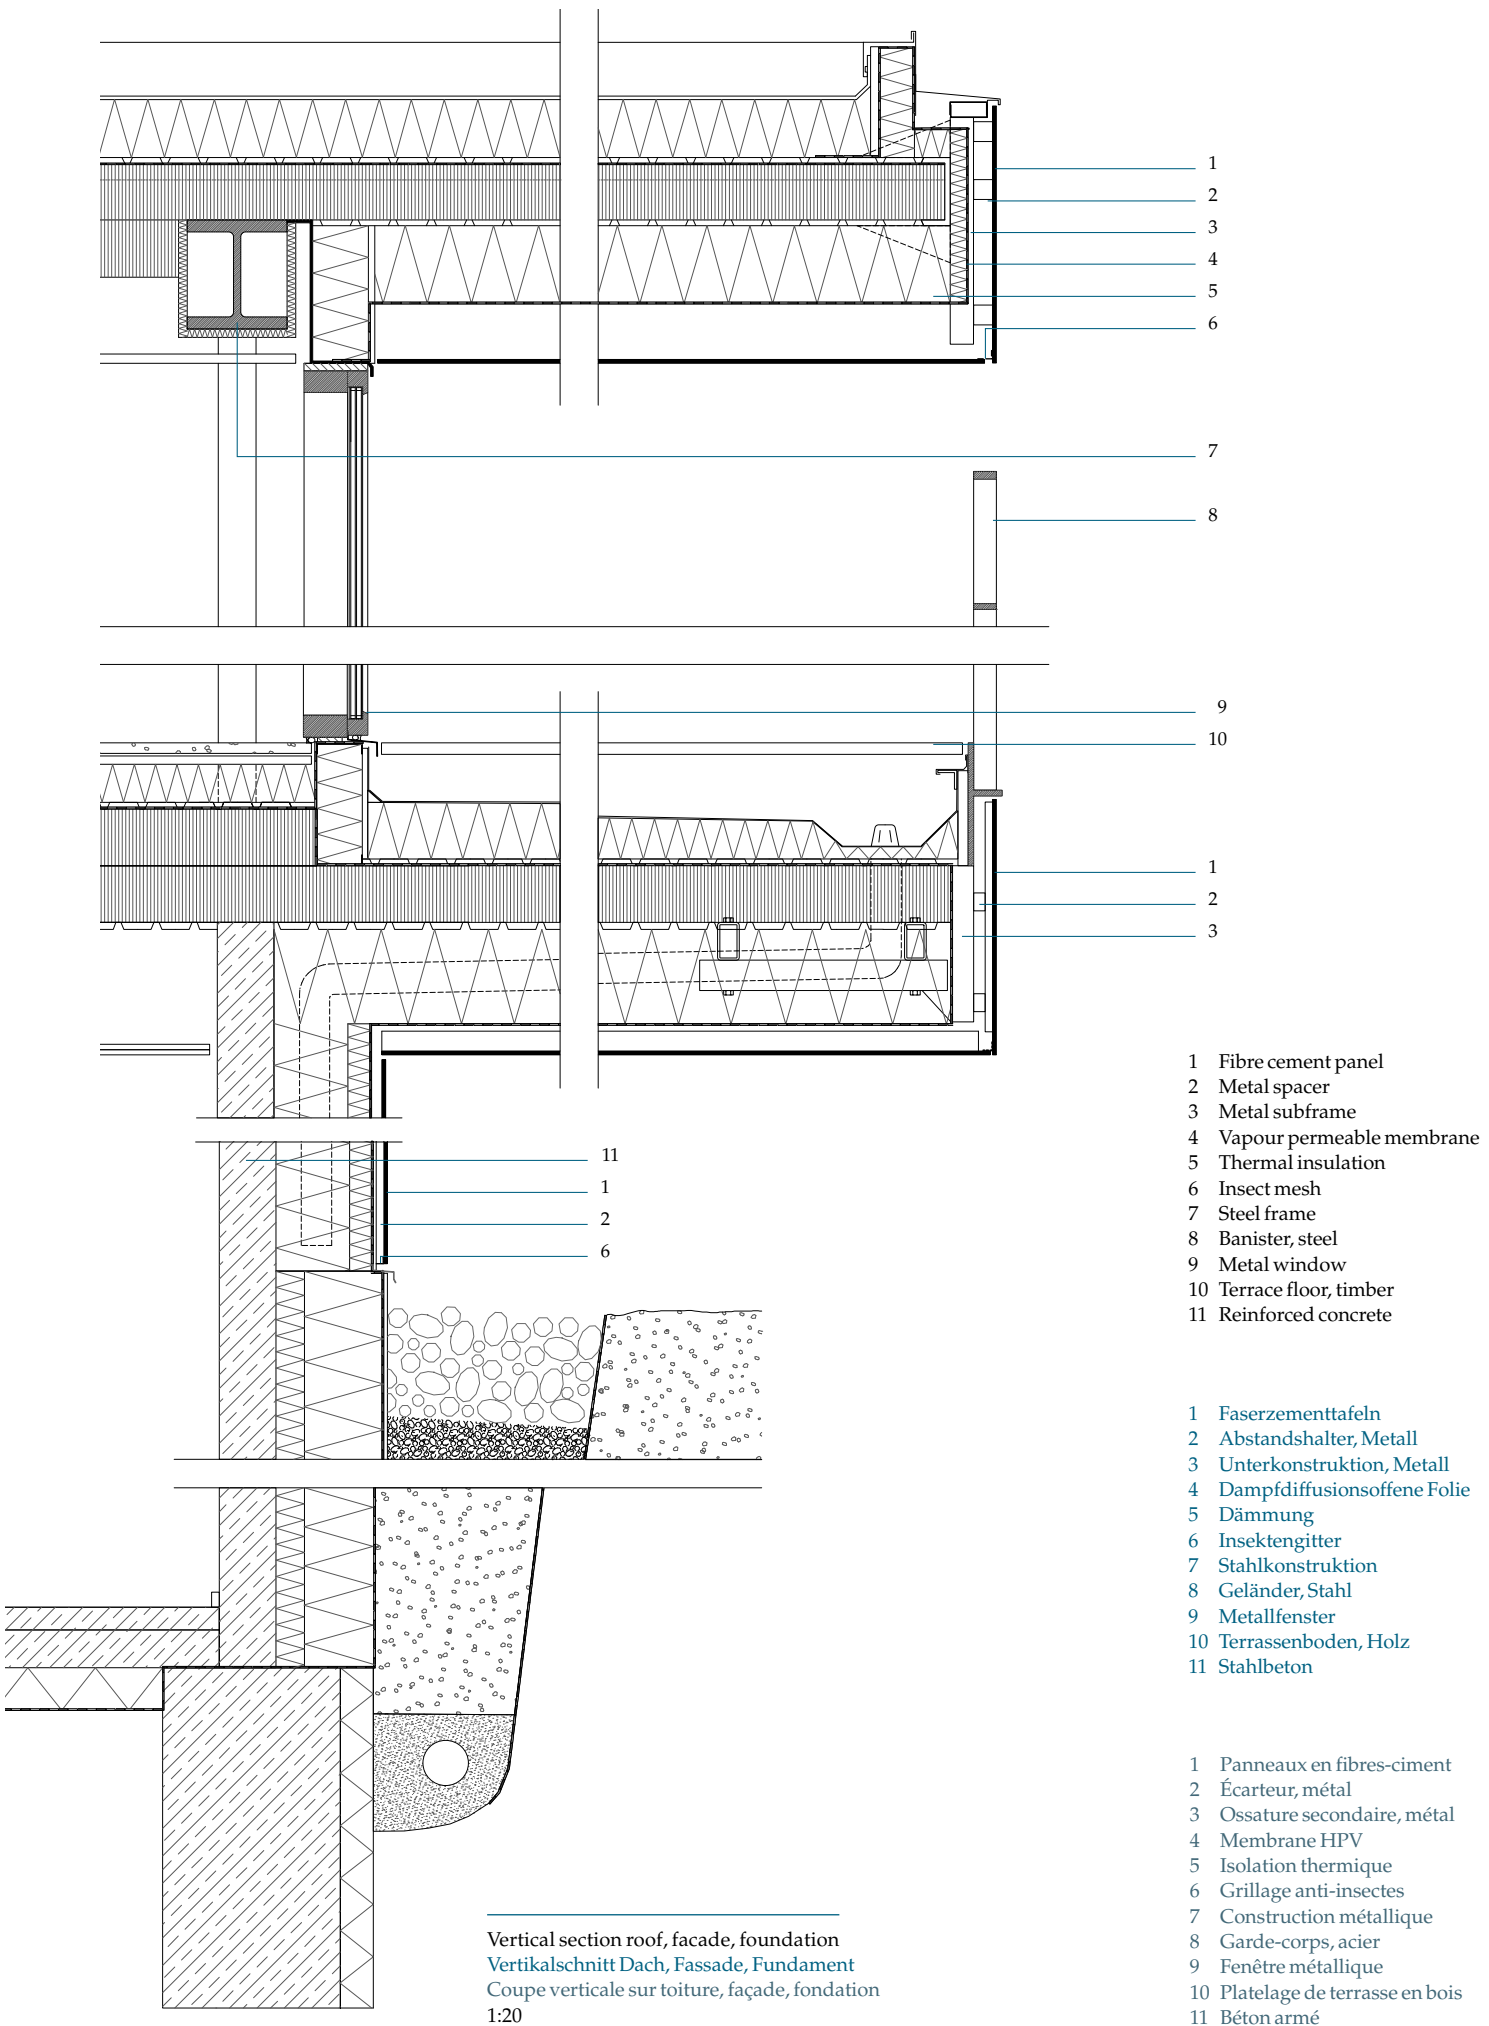 1
2
3
4
5
6
7
8
9
10
1
2
3
11
1
2
6
1 Fibre cement panel
2 Metal spacer
3 Metal subframe
4 Vapour permeable membrane
5 Thermal insulation
6 Insect mesh
7 Steel frame
8 Banister, steel
9 Metal window
10 Terrace floor, timber
11 Reinforced concrete
1 Faserzementtafeln
2 Abstandshalter, Metall
3 Unterkonstruktion, Metall
4 Dampfdiffusionsoffene Folie
5 Dämmung
6 Insektengitter
7 Stahlkonstruktion
8 Geländer, Stahl
9 Metallfenster
10 Terrassenboden, Holz
11 Stahlbeton
1 Panneaux en fibres-ciment
2 Écarteur, métal
3 Ossature secondaire, métal
4 Membrane HPV
5 Isolation thermique
6 Grillage anti-insectes
7 Construction métallique
8 Garde-corps, acier
9 Fenêtre métallique
10 Platelage de terrasse en bois
11 Béton armé
Vertical section roof, facade, foundation
Vertikalschnitt Dach, Fassade, Fundament
Coupe verticale sur toiture, façade, fondation
1:20